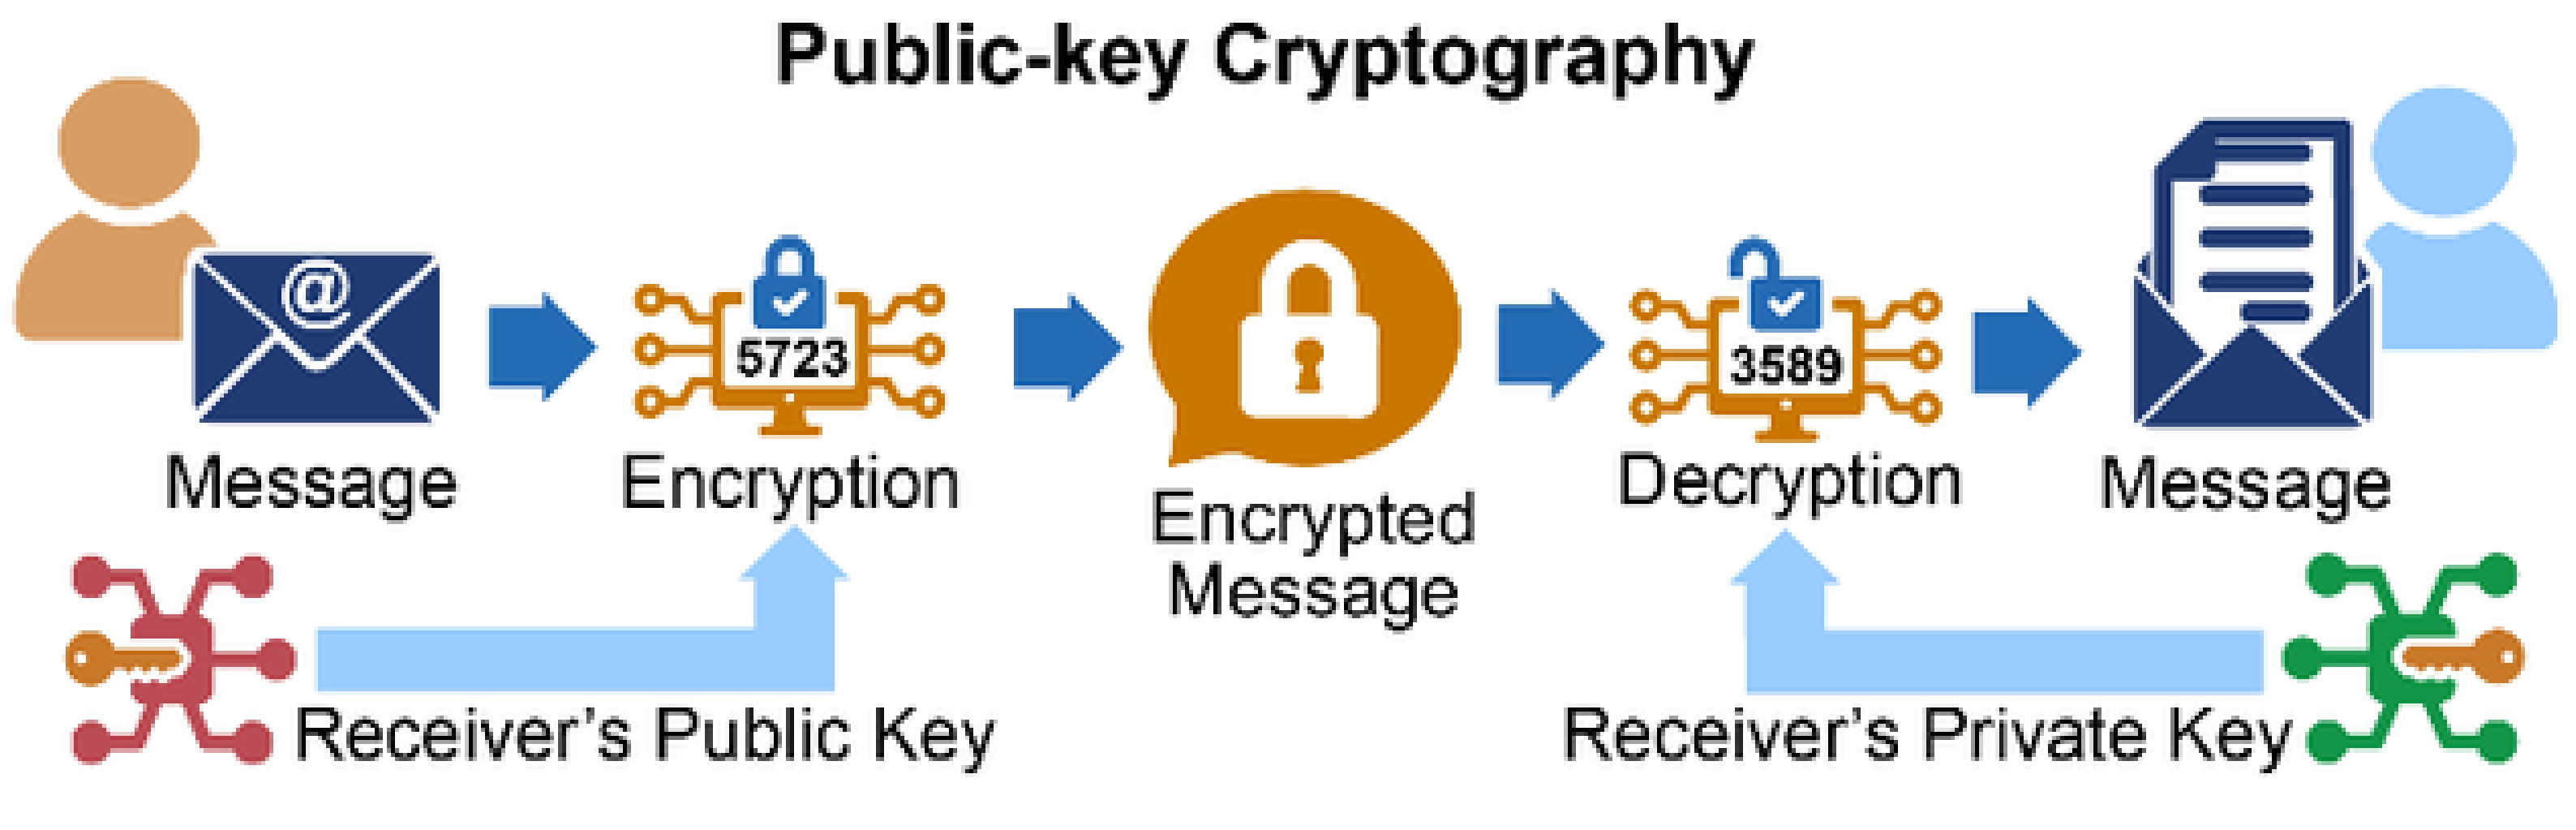 Public-key Cryptography
@
5723
3589
Message
Encryption
Encrypted
Message
Decryption
Message
Receiver's Public Key
Receiver's Private Key